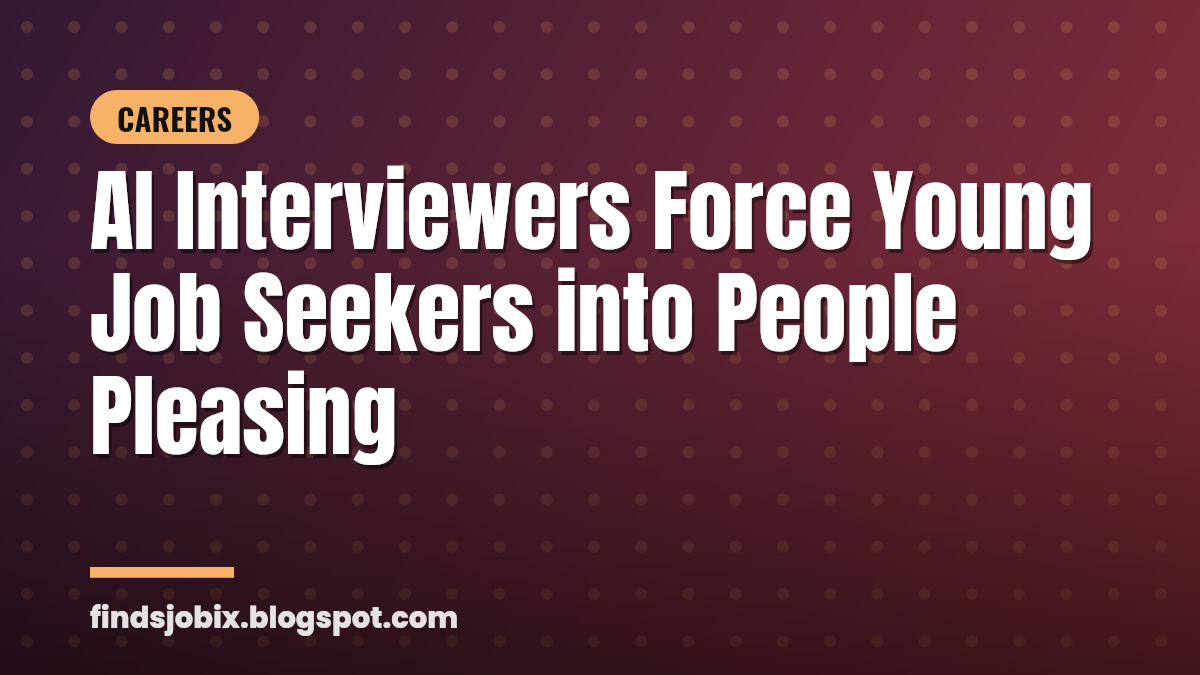 CAREERS
AI Interviewers Force Young
Job Seekers into People
Pleasing
findsjobix.blogspot.com